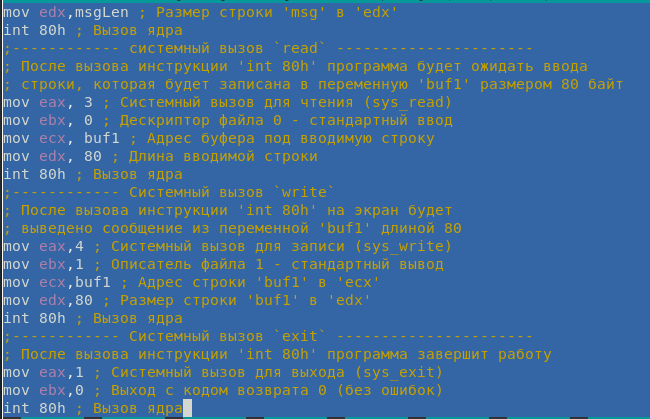 mov edx,msgLen ; Размер строки 'msg' в 'edx'
int 80h ; Вызов ядра
;------------ системный вызов `read` ----------------------
; После вызова инструкции 'int 80h' программа будет ожидать ввода
; строки, которая будет записана в переменную 'buf1' размером 80 байт
mov eax, 3 ; Системный вызов для чтения (sys_read)
mov ebx, 0 ; Дескриптор файла 0 - стандартный ввод
mov ecx, buf1 ; Адрес буфера под вводимую строку
mov edx, 80 ; Длина вводимой строки
int 80h ; Вызов ядра
;------------ Системный вызов `write`
; После вызова инструкции 'int 80h' на экран будет
; выведено сообщение из переменной 'buf1' длиной 80
mov eax,4 ; Системный вызов для записи (sys_write)
mov ebx,1 ; Описатель файла 1 - стандартный вывод
mov ecx,buf1 ; Адрес строки 'buf1' в 'ecx'
mov edx,80 ; Размер строки 'buf1' в 'edx'
int 80h ; Вызов ядра
;------------ Системный вызов `exit` ----------------------
; После вызова инструкции 'int 80h' программа завершит работу
mov eax,1 ; Системный вызов для выхода (sys_exit)
mov ebx,0 ; Выход с кодом возврата 0 (без ошибок)
int 80h ; Вызов ядра